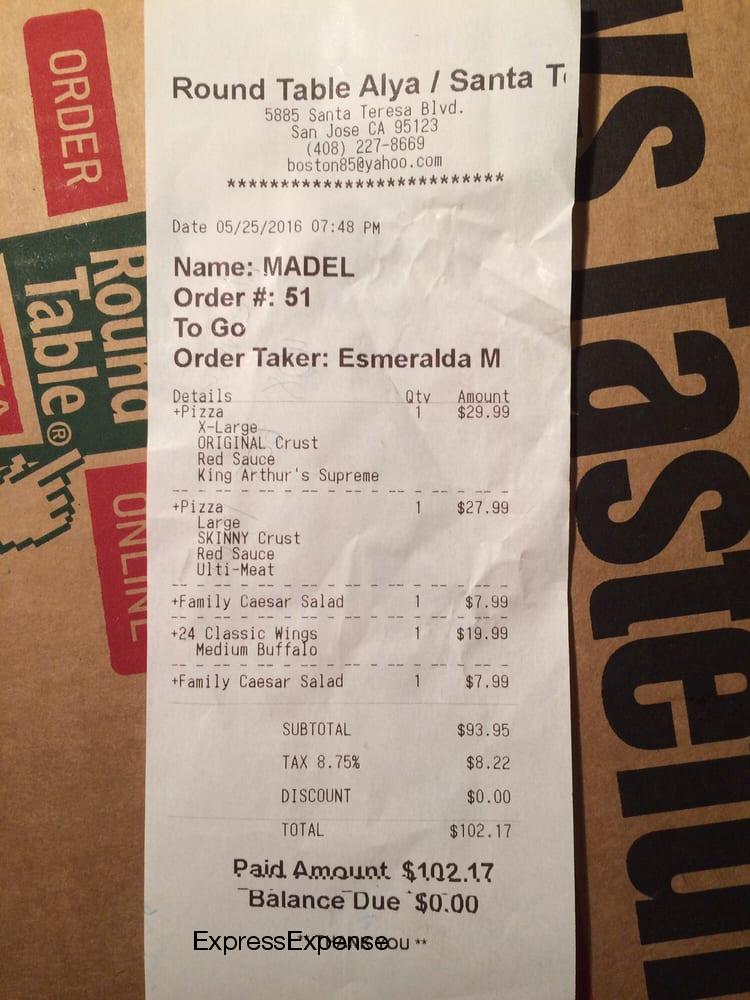 Round Table Alya / Santa T
5885 Santa Teresa Blvd.
San Jose CA 95123
(408) 227-8669
boston85@yahoo.com
**************************
Date 05/25/2016 07:48 PM
Name: MADEL
Order #: 51
To Go
Order Taker: Esmeralda M
Details Qty Amount
+Pizza 1 $29.99
X-Large
ORIGINAL Crust
Red Sauce
King Arthur's Supreme
+Pizza 1 $27.99
Large
SKINNY Crust
Red Sauce
Ulti-Meat
+Family Caesar Salad 1 $7.99
+24 Classic Wings 1 $19.99
Medium Buffalo
+Family Caesar Salad 1 $7.99
SUBTOTAL $93.95
TAX 8.75% $8.22
DISCOUNT $0.00
TOTAL $102.17
Paid Amount $102.17
Balance Due $0.00
** THANK YOU **
ExpressExpense
ORDER
Round
Table®
ONLINE